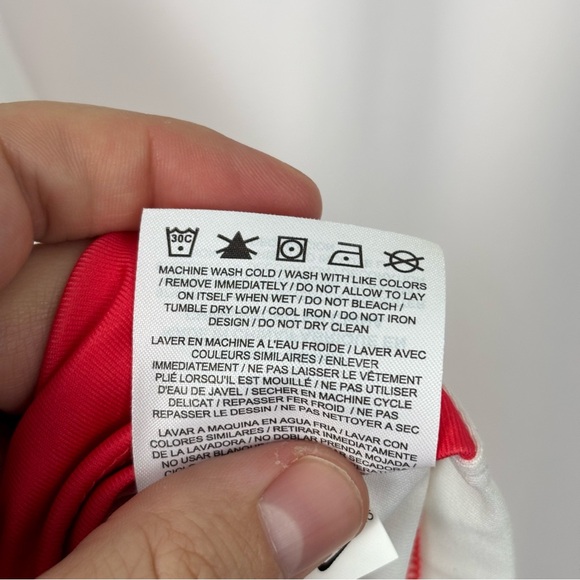 30C
MACHINE WASH COLD / WASH WITH LIKE COLORS
/ REMOVE IMMEDIATELY / DO NOT ALLOW TO LAY
ON ITSELF WHEN WET / DO NOT BLEACH /
TUMBLE DRY LOW / COOL IRON / DO NOT IRON
DESIGN / DO NOT DRY CLEAN
LAVER EN MACHINE A L'EAU FROIDE / LAVER AVEC
COULEURS SIMILAIRES / ENLEVER
IMMEDIATEMENT / NE PAS LAISSER LE VÊTEMENT
PLIÉ LORSQU'IL EST MOUILLÉ / NE PAS UTILISER
D'EAU DE JAVEL / SECHER EN MACHINE CYCLE
DELICAT / REPASSER FER FROID / NE PAS
REPASSER LE DESSIN / NE PAS NETTOYER A SEC
LAVAR A MAQUINA EN AGUA FRIA / LAVAR CON
COLORES SIMILARES / RETIRAR INMEDIATAMENTE
DE LA LAVADORA / NO DOBLAR PRENDA MOJADA /
NO USAR